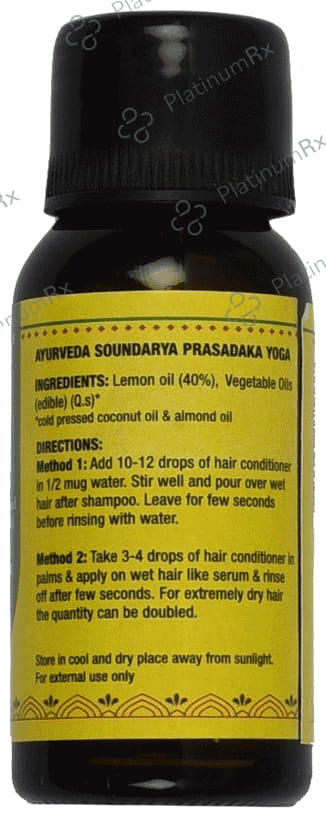 PlatinumRx
PlatinumRx
PlatinumRx
AYURVEDA SOUNDARYA PRASADAKA YOGA
INGREDIENTS: Lemon oil (40%), Vegetable Oils
(edible) (Q.s)*
*cold pressed coconut oil & almond oil
DIRECTIONS:
Method 1: Add 10-12 drops of hair conditioner
in 1/2 mug water. Stir well and pour over wet
hair after shampoo. Leave for few seconds
before rinsing with water.
Method 2: Take 3-4 drops of hair conditioner in
palms & apply on wet hair like serum & rinse
off after few seconds. For extremely dry hair
the quantity can be doubled.
Store in cool and dry place away from sunlight.
For external use only